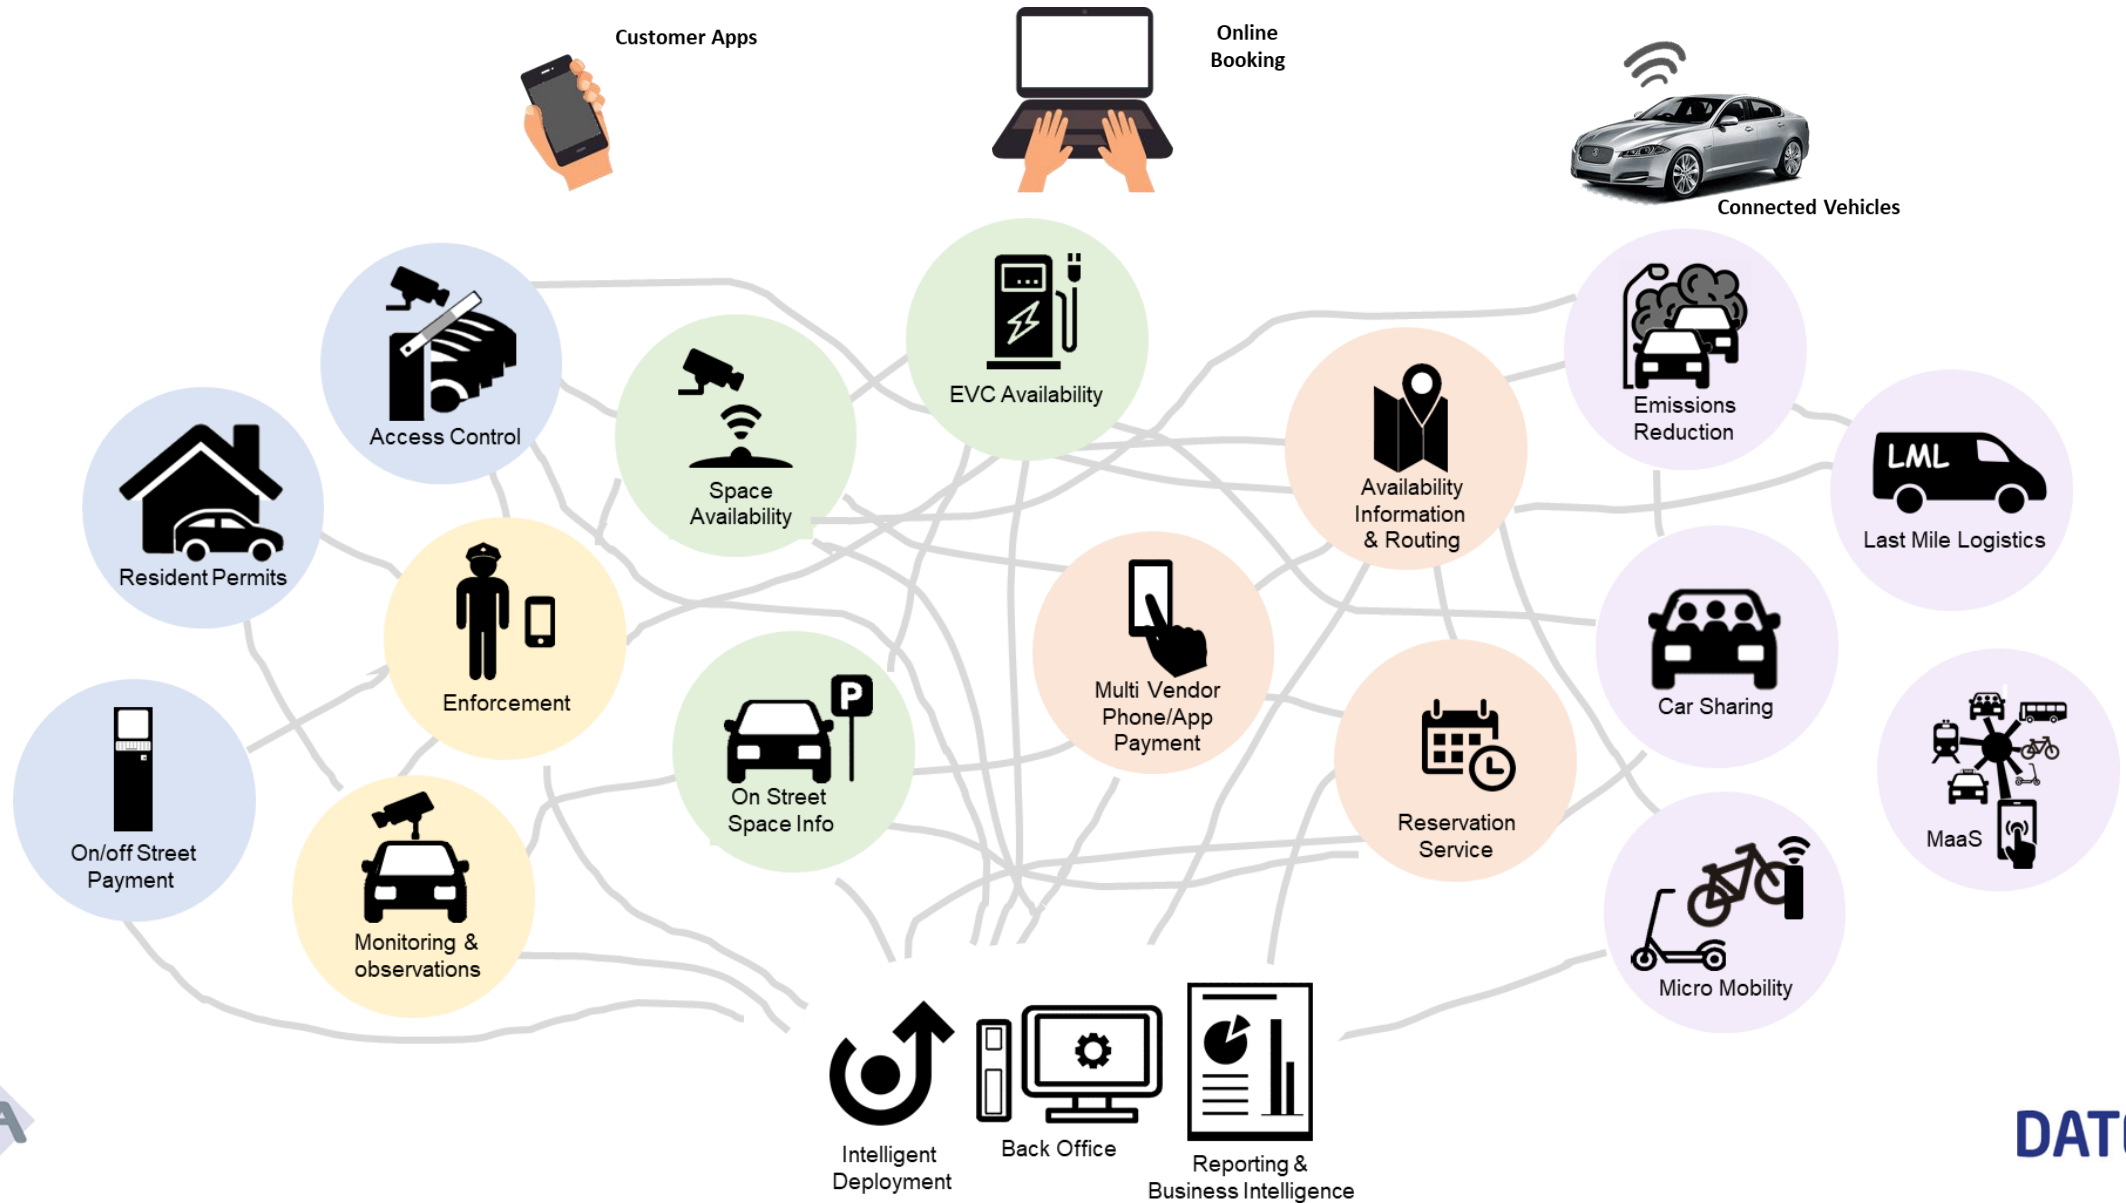 Customer Apps
Online
Booking
Connected Vehicles
Access Control
EVC Availability
Emissions
Reduction
Space
Availability
Availability
Information
& Routing
LML
Last Mile Logistics
Resident Permits
Enforcement
Multi Vendor
Phone/App
Payment
Car Sharing
P
On Street
Space Info
On/off Street
Payment
Reservation
Service
MaaS
Monitoring &
observations
Micro Mobility
Intelligent
Deployment
Back Office
Reporting &
Business Intelligence
A
DAT